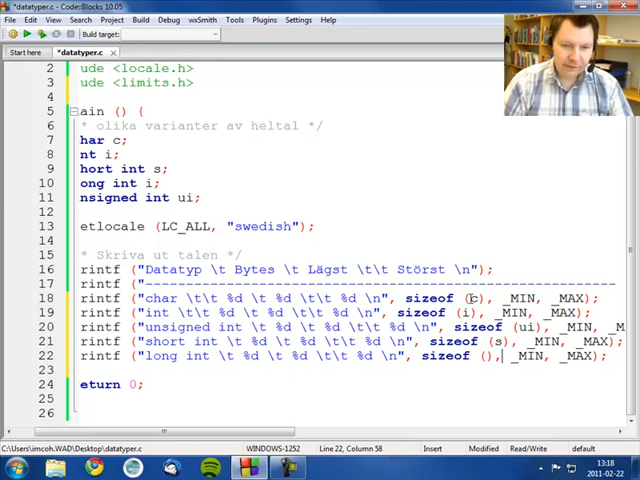 *datatyper.c - Code::Blocks 10.05
File Edit View Search Project Build Debug wxSmith Tools Plugins Settings Help
Build target:
Start here *datatyper.c
2 ude <locale.h>
3 ude <limits.h>
4
5 ain () {
6 * olika varianter av heltal */
7 har c;
8 nt i;
9 hort int s;
10 ong int i;
11 nsigned int ui;
12
13 etlocale (LC_ALL, "swedish");
14
15 * Skriva ut talen */
16 rintf ("Datatyp \t Bytes \t Lägst \t\t Störst \n");
17 rintf ("-----------------------------------------------------------------
18 rintf ("char \t\t %d \t %d \t\t %d \n", sizeof (c), _MIN, _MAX);
19 rintf ("int \t\t %d \t %d \t\t %d \n", sizeof (i), _MIN, _MAX);
20 rintf ("unsigned int \t %d \t %d \t\t %d \n", sizeof (ui), _MIN, _M
21 rintf ("short int \t %d \t %d \t\t %d \n", sizeof (s), _MIN, _MAX);
22 rintf ("long int \t %d \t %d \t\t %d \n", sizeof (), _MIN, _MAX);
23
24 eturn 0;
25
26
C:\Users\imcoh.WAD\Desktop\datatyper.c WINDOWS-1252 Line 22, Column 58 Insert Modified Read/Write default
13:18
2011-02-22